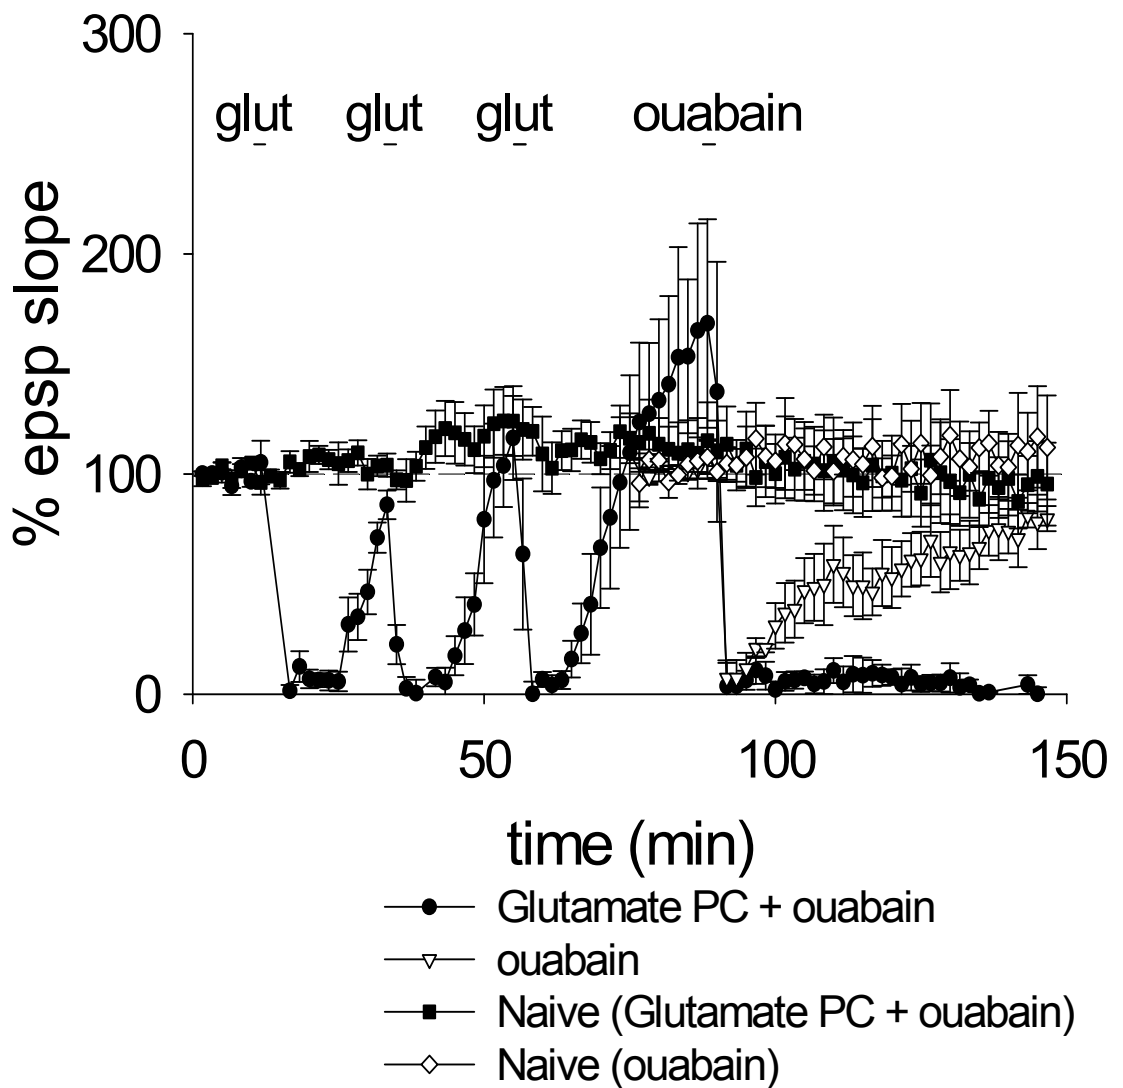 300
glut glut glut ouabain
200
% epsp slope
100
0
0 50 100 150
time (min)
Glutamate PC + ouabain
ouabain
Naive (Glutamate PC + ouabain)
Naive (ouabain)